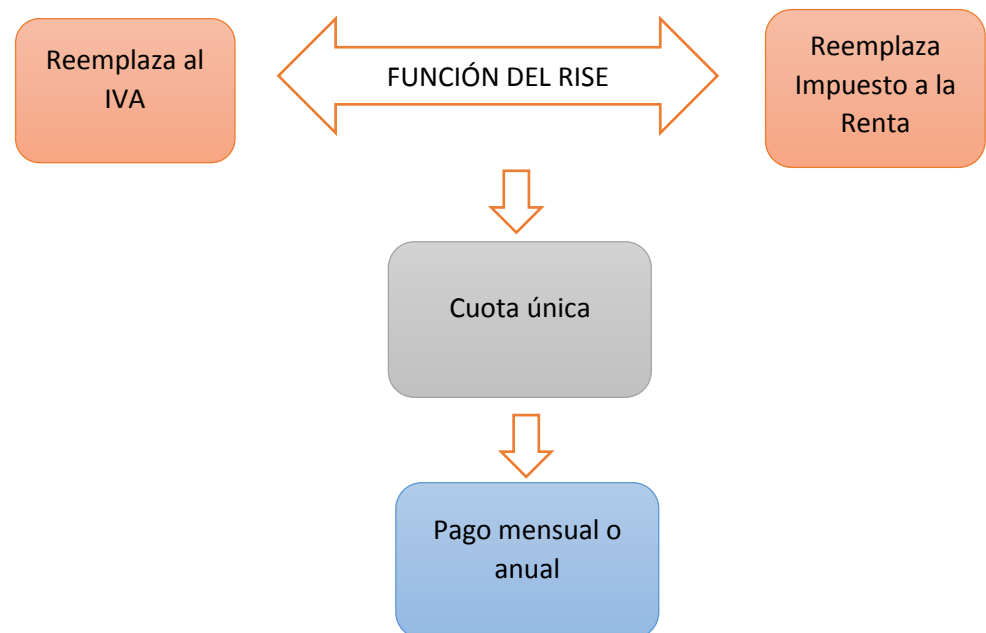 Reemplaza al
IVA
FUNCIÓN DEL RISE
Reemplaza
Impuesto a la
Renta
Cuota única
Pago mensual o
anual